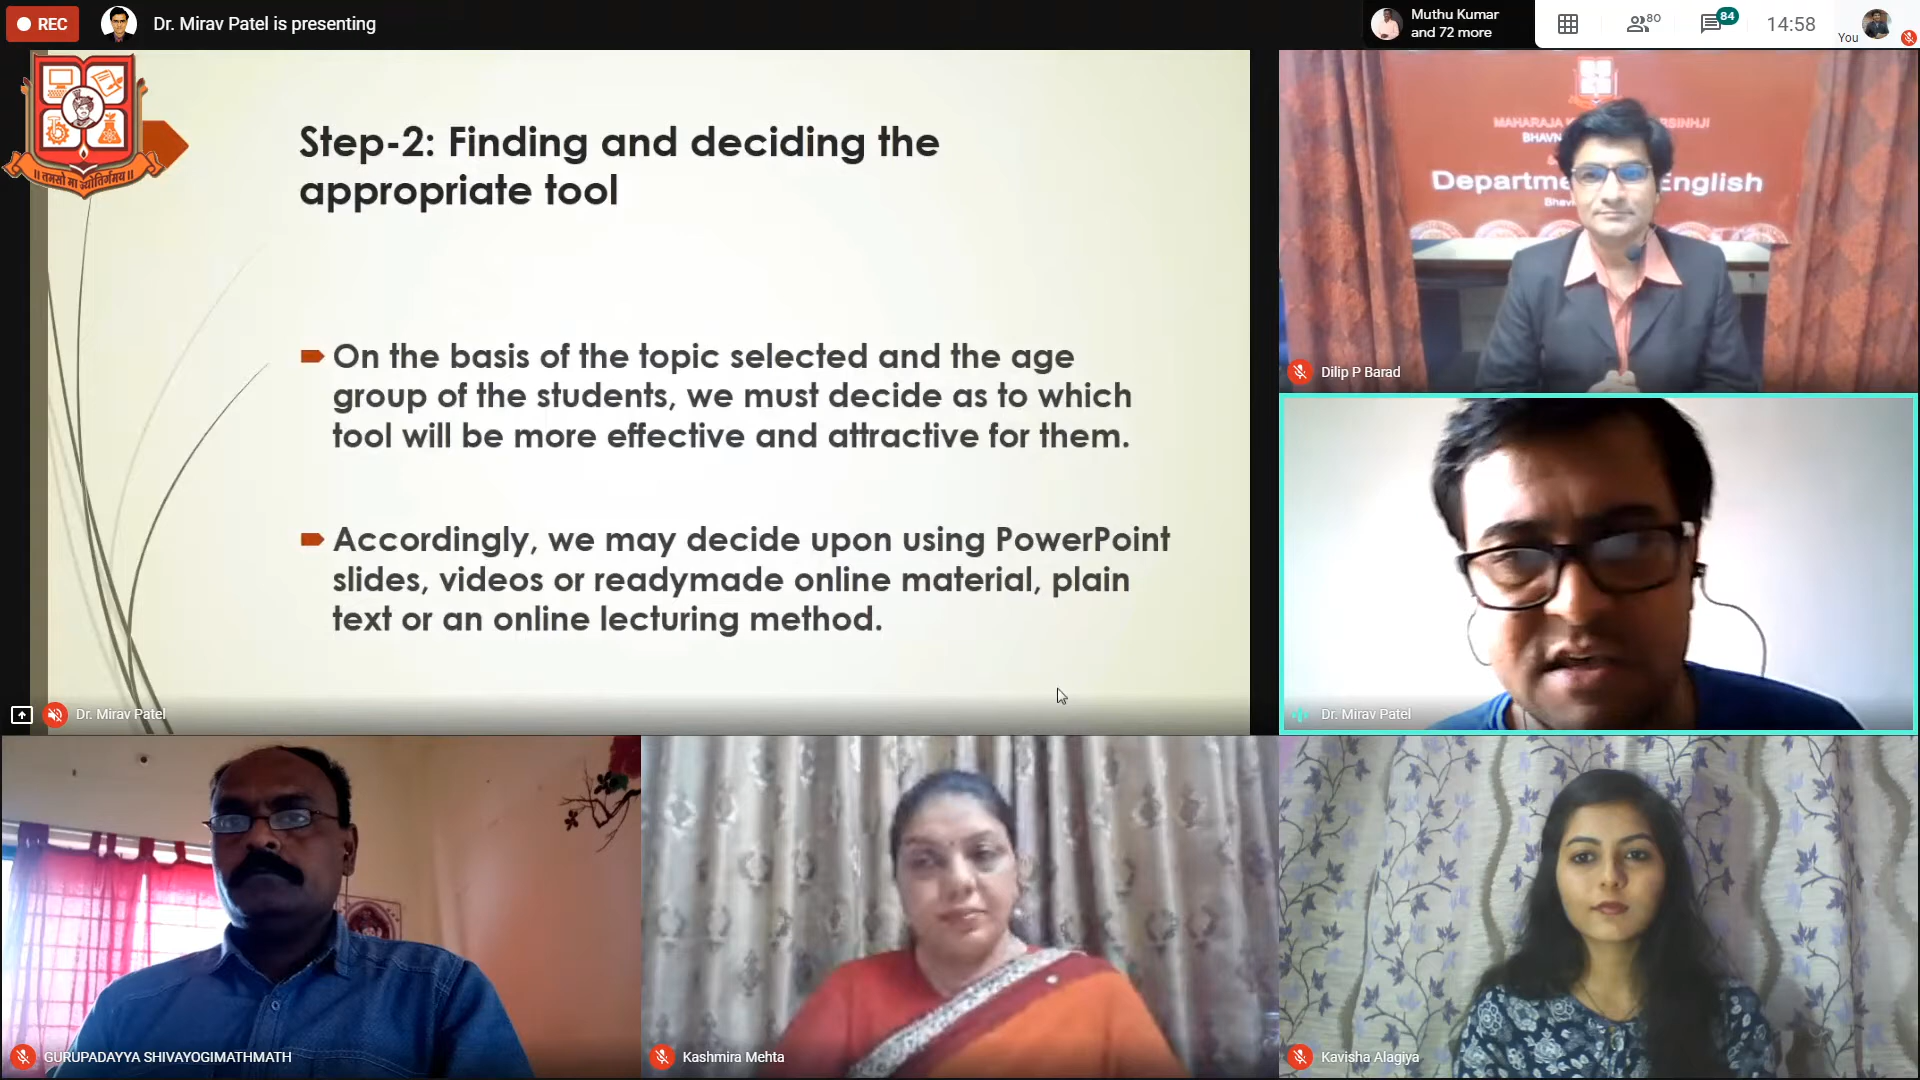 REC
Dr. Mirav Patel is presenting
Muthu Kumar
and 72 more
80
84
14:58
You
॥ तमसो मा ज्योतिर्गमय ॥
Step-2: Finding and deciding the
appropriate tool
On the basis of the topic selected and the age
group of the students, we must decide as to which
tool will be more effective and attractive for them.
Accordingly, we may decide upon using PowerPoint
slides, videos or readymade online material, plain
text or an online lecturing method.
Dr. Mirav Patel
MAHARAJA
Dilip P Barad
Dr. Mirav Patel
GURUPADAYYA SHIVAYOGIMATHMATH
Kashmira Mehta
Kavisha Alagiya